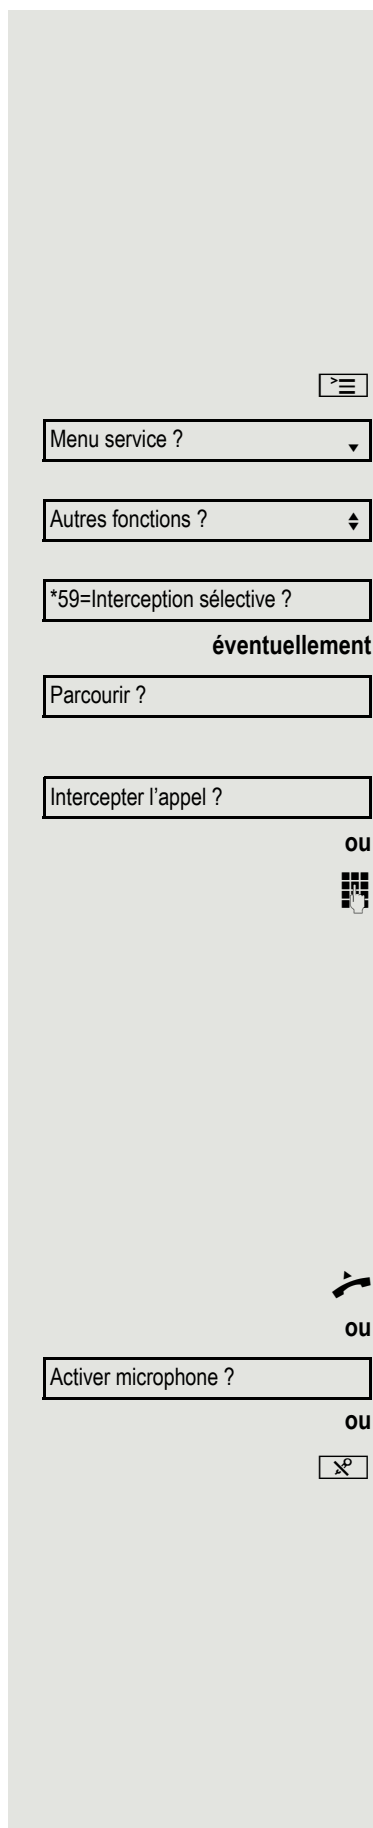 Menu service ?
Autres fonctions ?
*59=Interception sélective ?
éventuellement
Parcourir ?
Intercepter l’appel ?
ou
ou
Activer microphone ?
ou